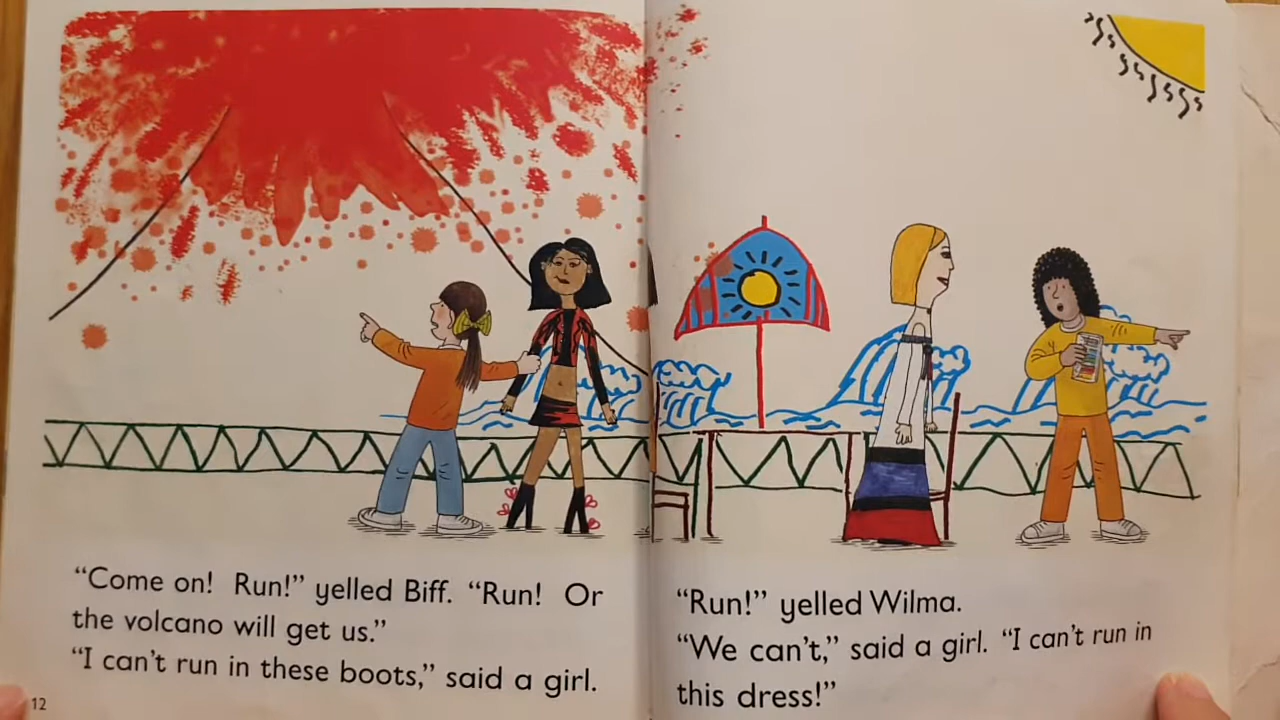 “Come on! Run!” yelled Biff. “Run! Or
the volcano will get us.”
“I can’t run in these boots,” said a girl.
12
“Run!” yelled Wilma.
“We can’t,” said a girl. “I can’t run in
this dress!”